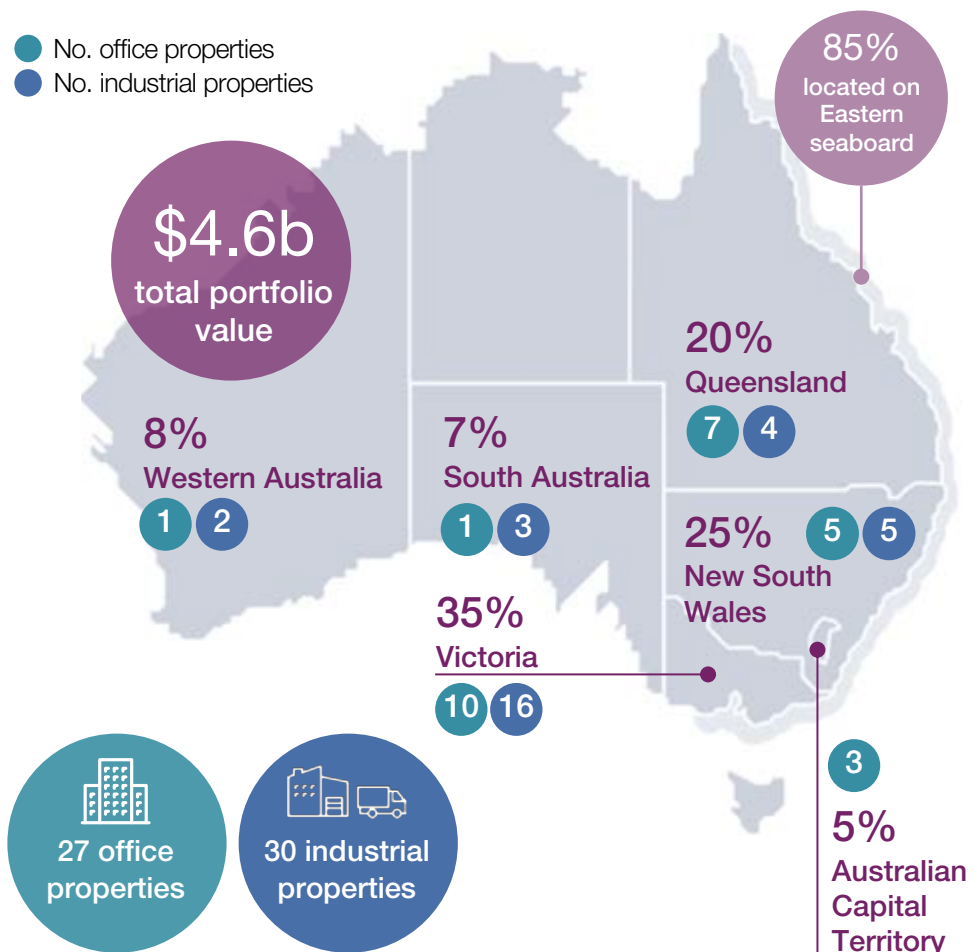 No. office properties
No. industrial properties
85%
located on
Eastern
seaboard
$4.6b
total portfolio
value
20%
Queensland
7 4
8%
Western Australia
1 2
7%
South Australia
1 3
25%
New South
Wales
5 5
35%
Victoria
10 16
3
5%
Australian
Capital
Territory
27 office
properties
30 industrial
properties